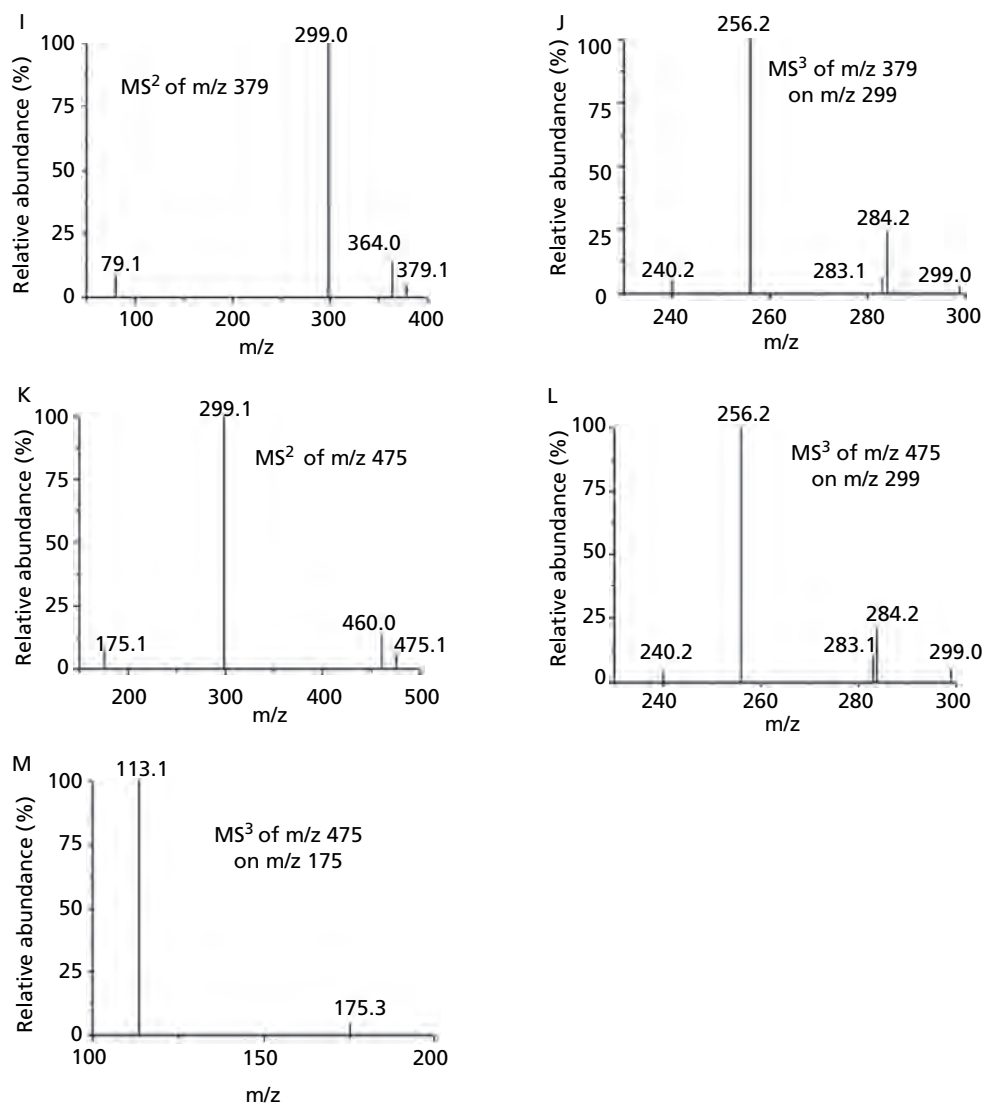 I
Relative abundance (%)
100
75
50
25
0
299.0
MS² of m/z 379
364.0
379.1
79.1
100
200
300
400
m/z
J
Relative abundance (%)
100
75
50
25
0
256.2
MS³ of m/z 379
on m/z 299
284.2
283.1
299.0
240.2
240
260
280
300
m/z
K
Relative abundance (%)
100
75
50
25
0
299.1
MS² of m/z 475
460.0
475.1
175.1
200
300
400
500
m/z
L
Relative abundance (%)
100
75
50
25
0
256.2
MS³ of m/z 475
on m/z 299
284.2
283.1
299.0
240.2
240
260
280
300
m/z
M
Relative abundance (%)
100
75
50
25
0
113.1
MS³ of m/z 475
on m/z 175
175.3
100
150
200
m/z